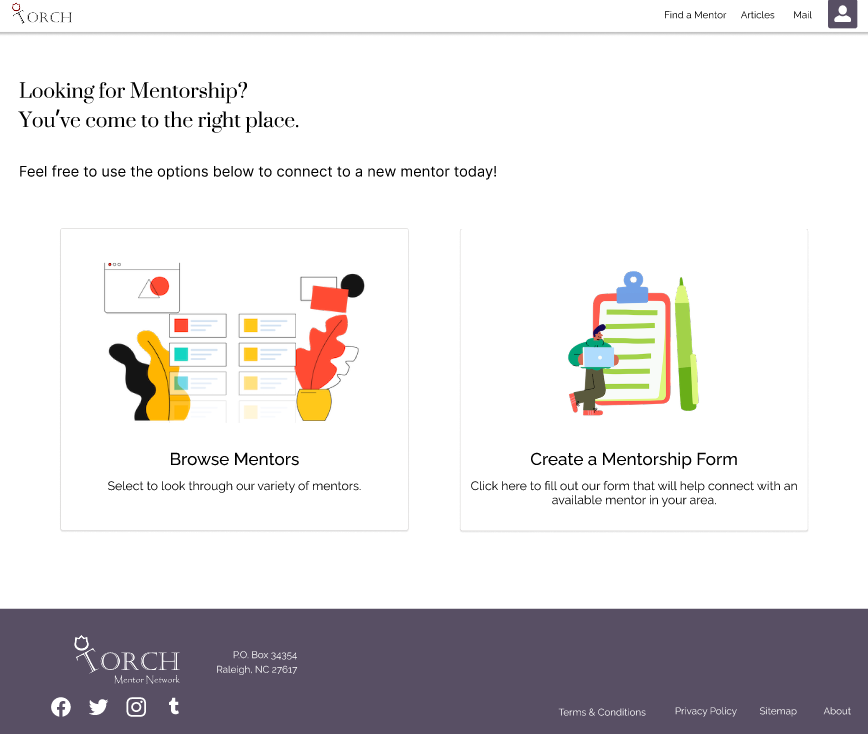 TORCH
Find a Mentor Articles Mail
Looking for Mentorship?
You've come to the right place.
Feel free to use the options below to connect to a new mentor today!
Browse Mentors
Select to look through our variety of mentors.
Create a Mentorship Form
Click here to fill out our form that will help connect with an
available mentor in your area.
TORCH
Mentor Network
P.O. Box 34354
Raleigh, NC 27617
Terms & Conditions Privacy Policy Sitemap About